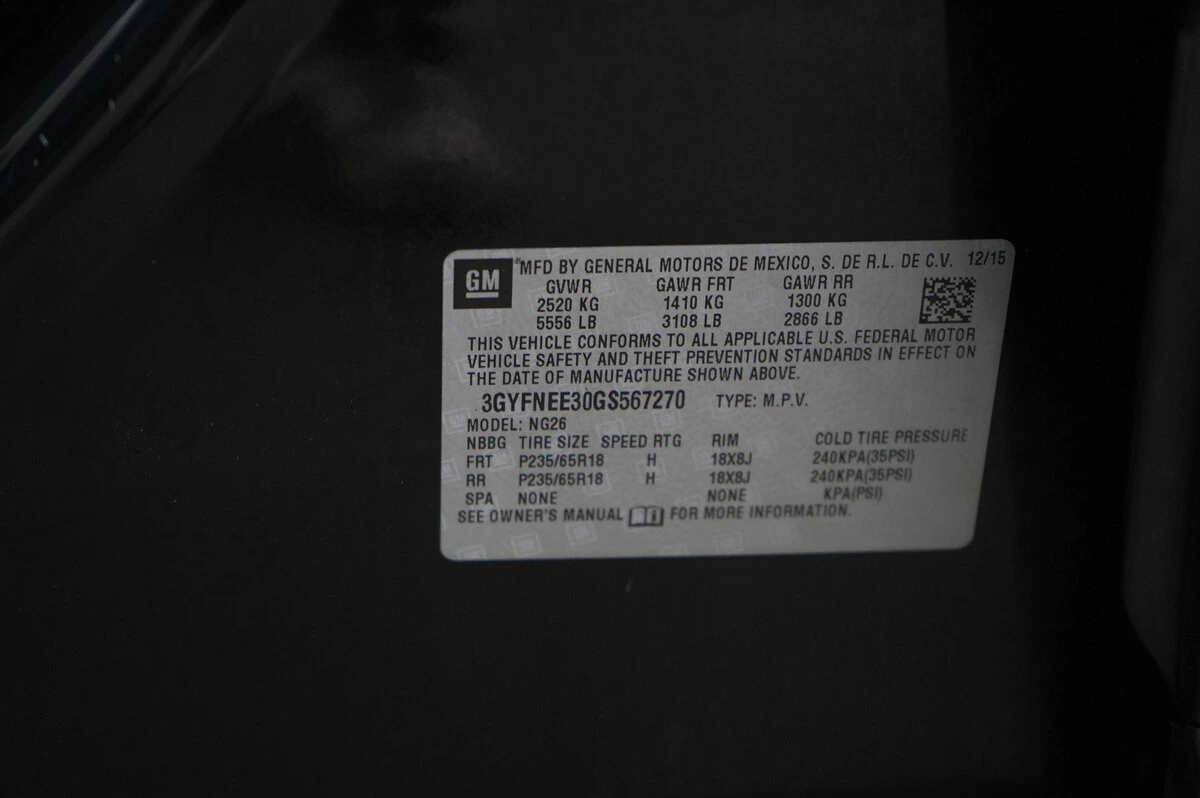 GM MFD BY GENERAL MOTORS DE MEXICO, S. DE R.L. DE C.V. 12/15
GVWR GAWR FRT GAWR RR
2520 KG 1410 KG 1300 KG
5556 LB 3108 LB 2866 LB
THIS VEHICLE CONFORMS TO ALL APPLICABLE U.S. FEDERAL MOTOR
VEHICLE SAFETY AND THEFT PREVENTION STANDARDS IN EFFECT ON
THE DATE OF MANUFACTURE SHOWN ABOVE.
3GYFNEE30GS567270 TYPE: M.P.V.
MODEL: NG26
NBBG TIRE SIZE SPEED RTG RIM COLD TIRE PRESSURE
FRT P235/65R18 H 18X8J 240KPA(35PSI)
RR P235/65R18 H 18X8J 240KPA(35PSI)
SPA NONE NONE KPA(PSI)
SEE OWNER'S MANUAL FOR MORE INFORMATION.